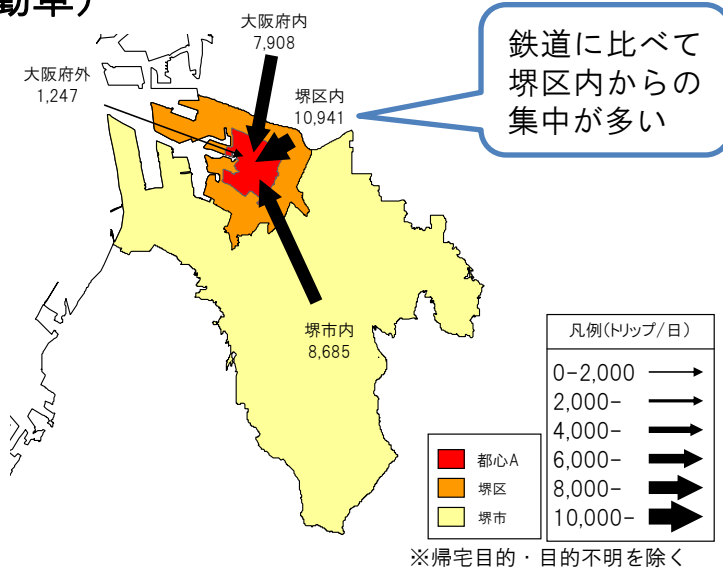 動車）
大阪府内
7,908
大阪府外
1,247
堺区内
10,941
鉄道に比べて
堺区内からの
集中が多い
堺市内
8,685
凡例(トリップ/日)
0-2,000
2,000-
4,000-
6,000-
8,000-
10,000-
都心A
堺区
堺市
※帰宅目的・目的不明を除く